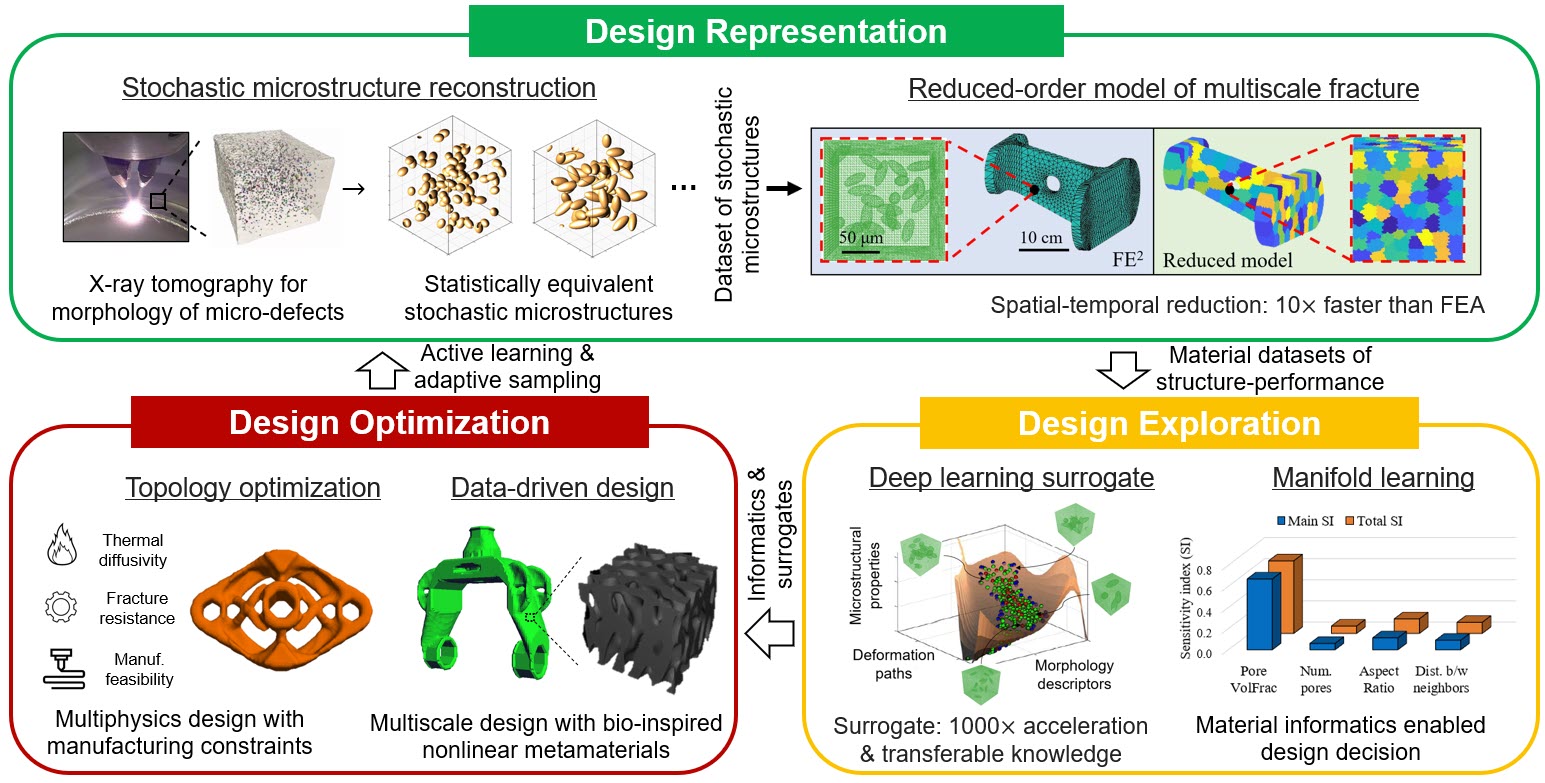 Design Representation
Stochastic microstructure reconstruction
X-ray tomography for
morphology of micro-defects
Statistically equivalent
stochastic microstructures
...
Dataset of stochastic
microstructures
Reduced-order model of multiscale fracture
50 μm
10 cm
FE²
Reduced model
Spatial-temporal reduction: 10× faster than FEA
Active learning &
adaptive sampling
Material datasets of
structure-performance
Design Optimization
Topology optimization
Thermal
diffusivity
Fracture
resistance
Manuf.
feasibility
Multiphysics design with
manufacturing constraints
Data-driven design
Multiscale design with bio-inspired
nonlinear metamaterials
Informatics &
surrogates
Design Exploration
Deep learning surrogate
Microstructural
properties
Deformation
paths
Morphology
descriptors
Surrogate: 1000× acceleration
& transferable knowledge
Manifold learning
Main SI
Total SI
Sensitivity index (SI)
0.8
0.6
0.4
0.2
0.0
Pore
VolFrac
Num.
pores
Aspect
Ratio
Dist. b/w
neighbors
Material informatics enabled
design decision